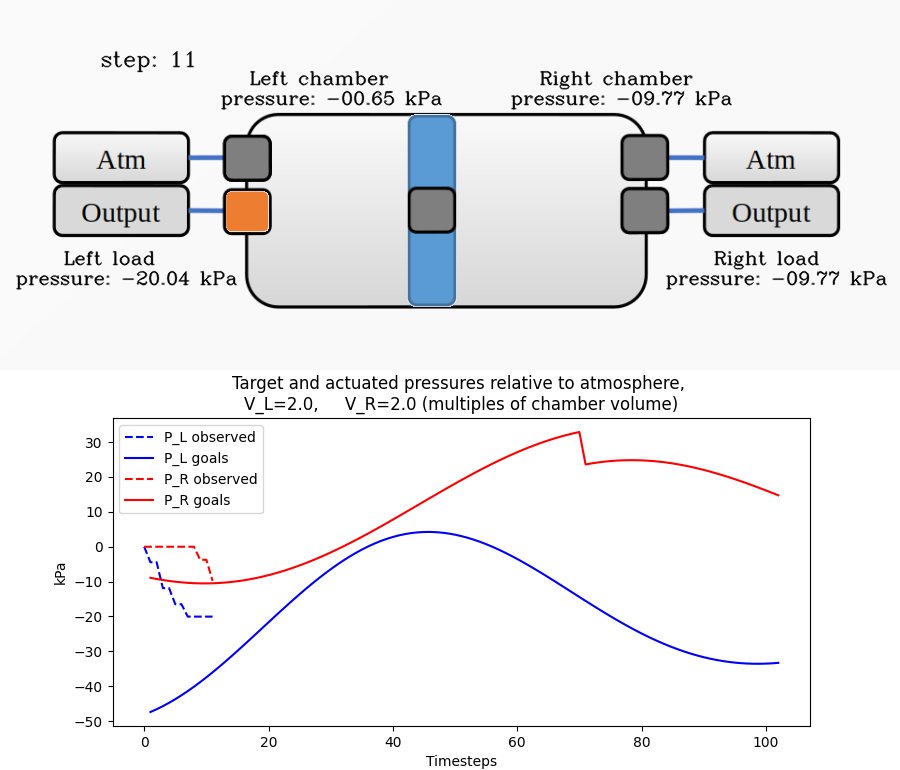 step: 11
Left chamber
pressure: −00.65 kPa
Right chamber
pressure: −09.77 kPa
Atm
Output
Left load
pressure: −20.04 kPa
Atm
Output
Right load
pressure: −09.77 kPa
Target and actuated pressures relative to atmosphere,
V_L=2.0, V_R=2.0 (multiples of chamber volume)
P_L observed
P_L goals
P_R observed
P_R goals
kPa
30
20
10
0
−10
−20
−30
−40
−50
0 20 40 60 80 100
Timesteps